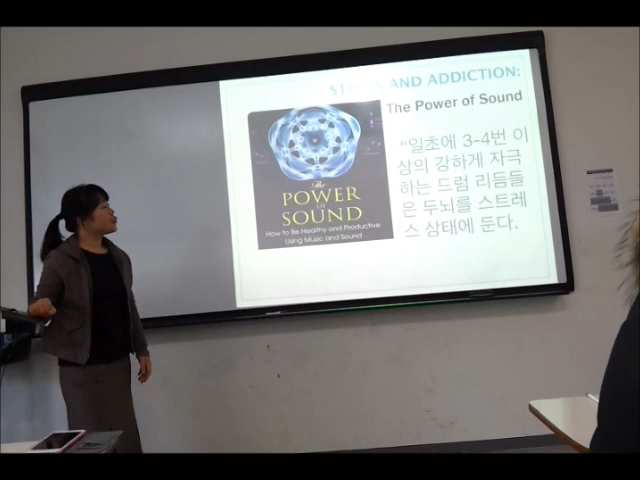 AND ADDICTION:
The Power of Sound
"일초에 3-4번 이
상의 강하게 자극
하는 드럼 리듬들
은 두뇌를 스트레
스 상태에 둔다.
The
POWER
OF
SOUND
How to Be Healthy and Productive
Using Music and Sound